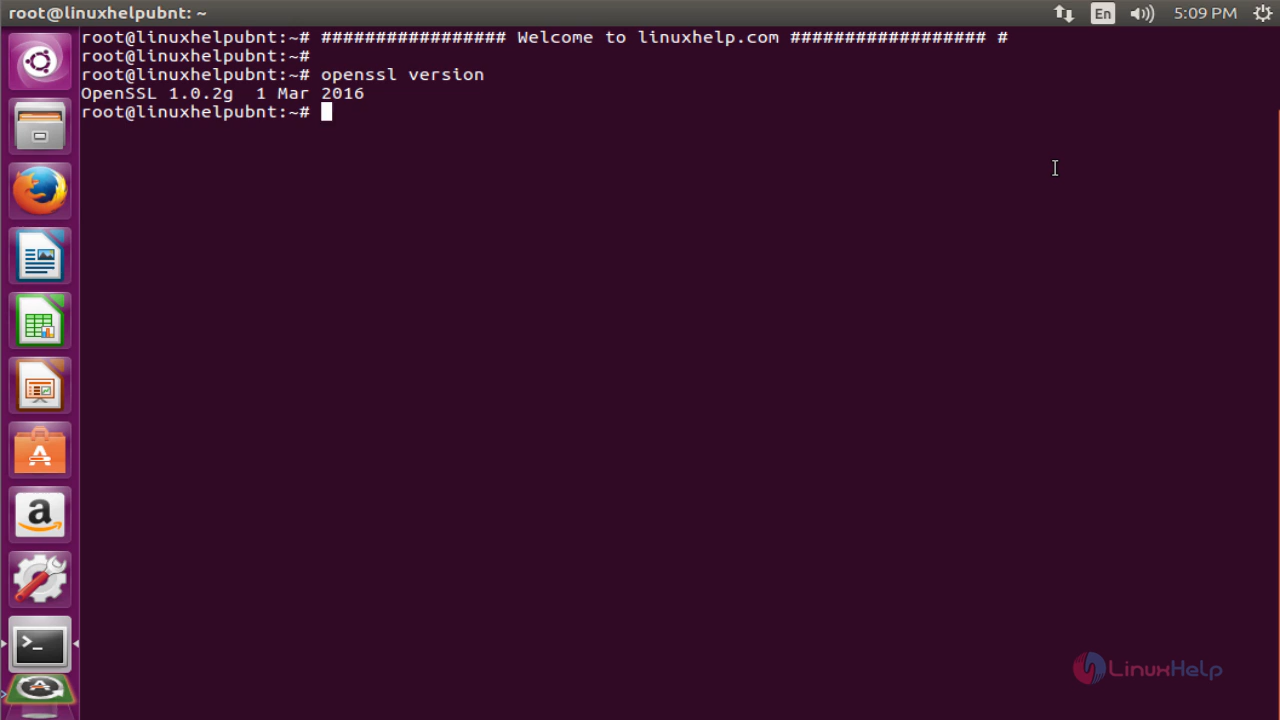 root@linuxhelpubnt: ~
En
5:09 PM
root@linuxhelpubnt:~# ################# Welcome to linuxhelp.com ################## #
root@linuxhelpubnt:~#
root@linuxhelpubnt:~# openssl version
OpenSSL 1.0.2g  1 Mar 2016
root@linuxhelpubnt:~#
LinuxHelp